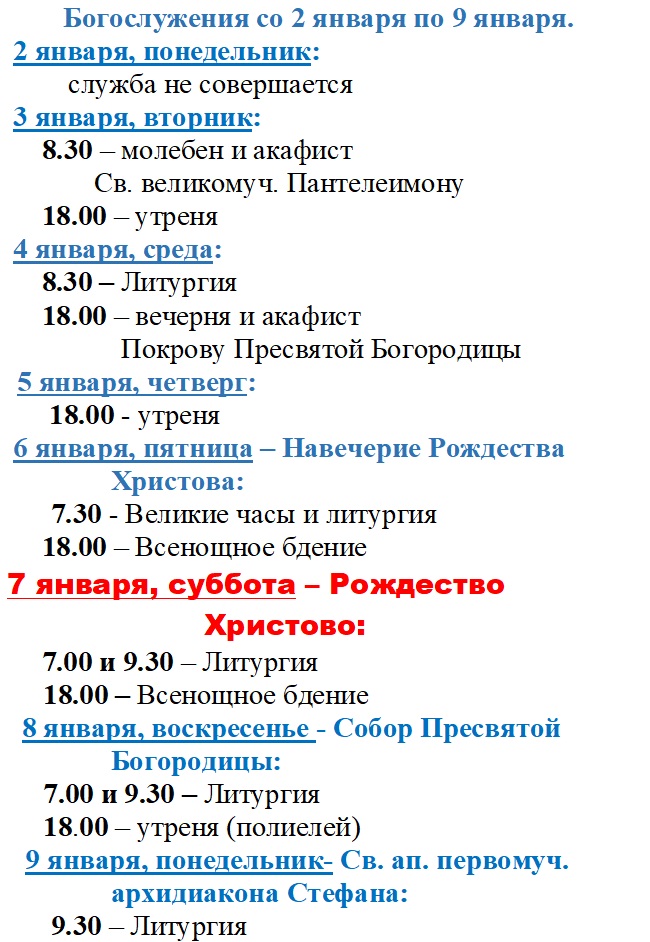 Богослужения со 2 января по 9 января.
2 января, понедельник:
служба не совершается
3 января, вторник:
8.30 – молебен и акафист
Св. великомуч. Пантелеимону
18.00 – утреня
4 января, среда:
8.30 – Литургия
18.00 – вечерня и акафист
Покрову Пресвятой Богородицы
5 января, четверг:
18.00 - утреня
6 января, пятница – Навечерие Рождества
Христова:
7.30 - Великие часы и литургия
18.00 – Всенощное бдение
7 января, суббота – Рождество
Христово:
7.00 и 9.30 – Литургия
18.00 – Всенощное бдение
8 января, воскресенье - Собор Пресвятой
Богородицы:
7.00 и 9.30 – Литургия
18.00 – утреня (полиелей)
9 января, понедельник- Св. ап. первомуч.
архидиакона Стефана:
9.30 – Литургия